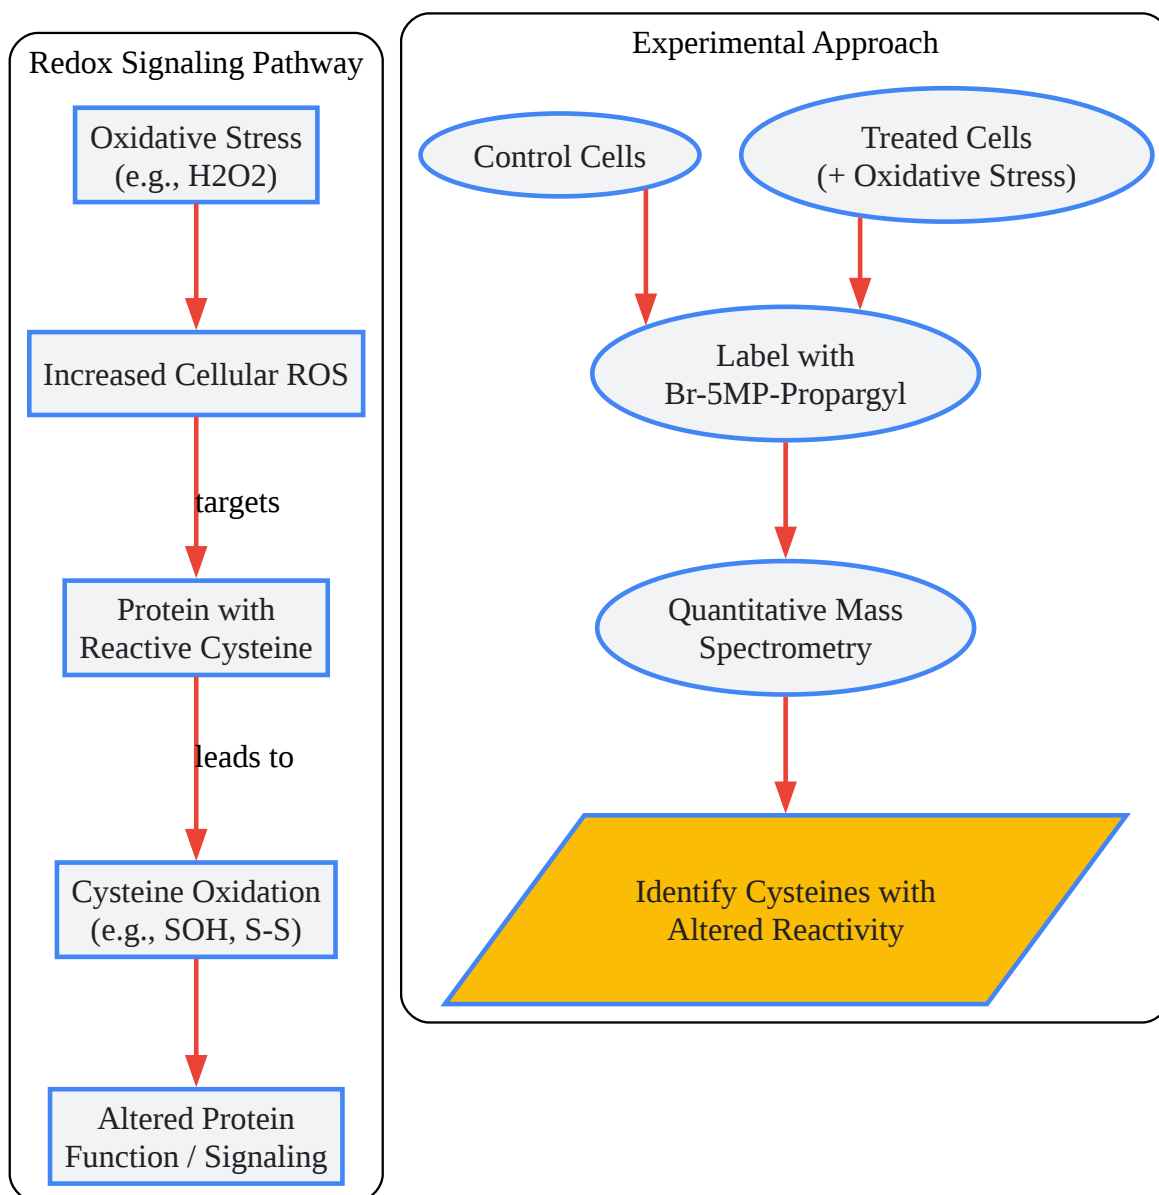 Redox Signaling Pathway
Oxidative Stress
(e.g., H2O2)
Increased Cellular ROS
targets
Protein with
Reactive Cysteine
leads to
Cysteine Oxidation
(e.g., SOH, S-S)
Altered Protein
Function / Signaling
Experimental Approach
Control Cells
Treated Cells
(+ Oxidative Stress)
Label with
Br-5MP-Propargyl
Quantitative Mass
Spectrometry
Identify Cysteines with
Altered Reactivity